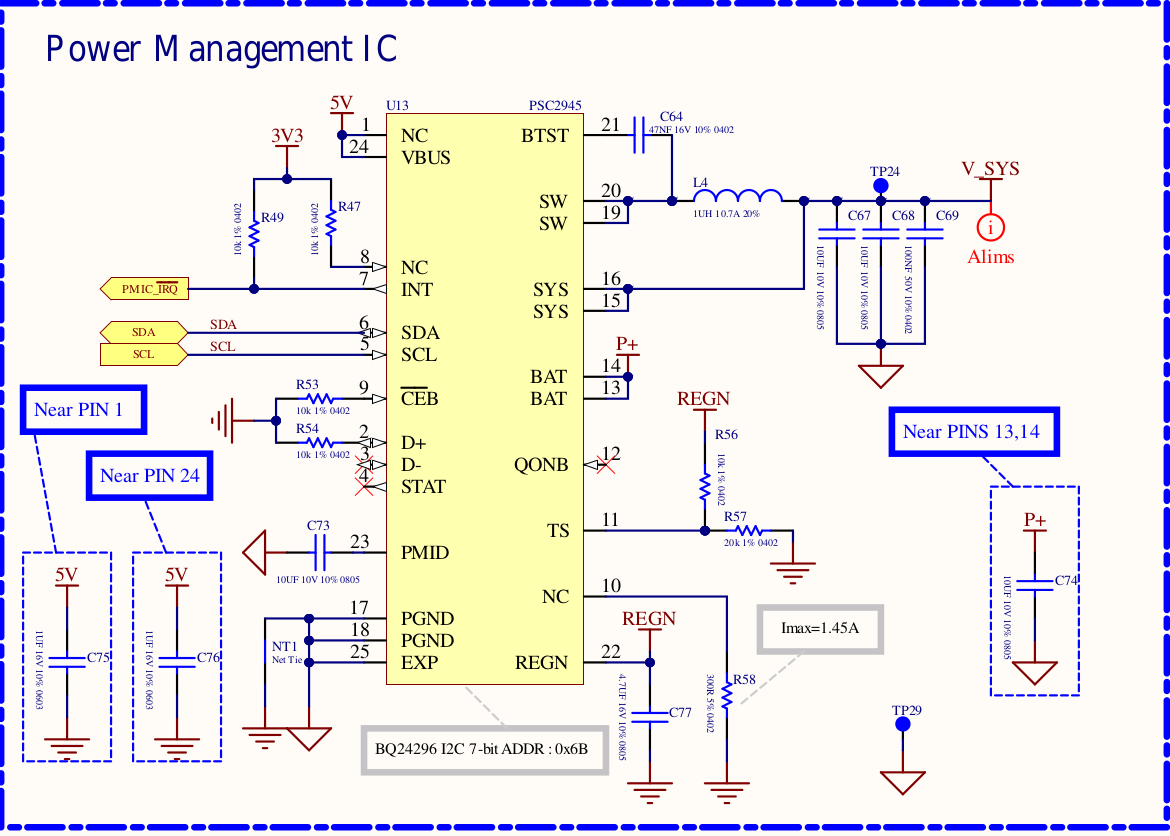 Power Management IC
5V
U13
PSC2945
1
NC
24
VBUS
BTST
21
C64
47NF 16V 10% 0402
3V3
R49
10k 1% 0402
R47
10k 1% 0402
SW
20
SW
19
L4
1UH 10.7A 20%
TP24
V_SYS
i
Alims
C67
10UF 10V 10% 0805
C68
10UF 10V 10% 0805
C69
100NF 50V 10% 0402
8
NC
PMIC_IRQ
7
INT
SYS
16
SYS
15
SDA
SDA
6
SDA
SCL
SCL
5
SCL
P+
BAT
14
BAT
13
R53
10k 1% 0402
9
CEB
R54
10k 1% 0402
2
D+
3
D-
4
STAT
QONB
12
REGN
R56
10k 1% 0402
TS
11
R57
20k 1% 0402
Near PIN 1
Near PIN 24
Near PINS 13,14
5V
C75
1UF 16V 10% 0603
5V
C76
1UF 16V 10% 0603
P+
C74
10UF 10V 10% 0805
C73
10UF 10V 10% 0805
23
PMID
17
PGND
18
PGND
25
EXP
NT1
Net Tie
NC
10
REGN
REGN
22
C77
4.7UF 16V 10% 0805
R58
300R 5% 0402
Imax=1.45A
BQ24296 I2C 7-bit ADDR : 0x6B
TP29